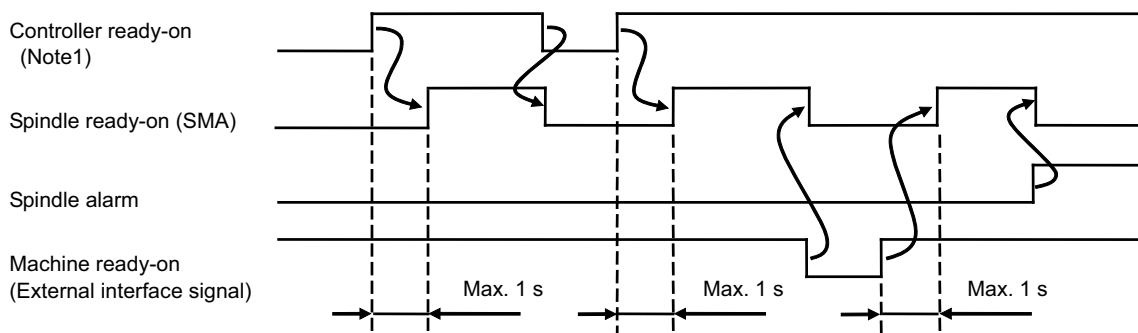 Controller ready-on
(Note1)
Spindle ready-on (SMA)
Spindle alarm
Machine ready-on
(External interface signal)
Max. 1 s
Max. 1 s
Max. 1 s